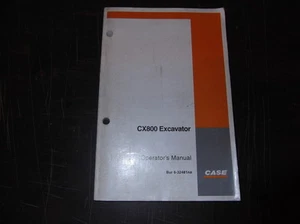 CX800 Excavator
Operator's Manual
CASE